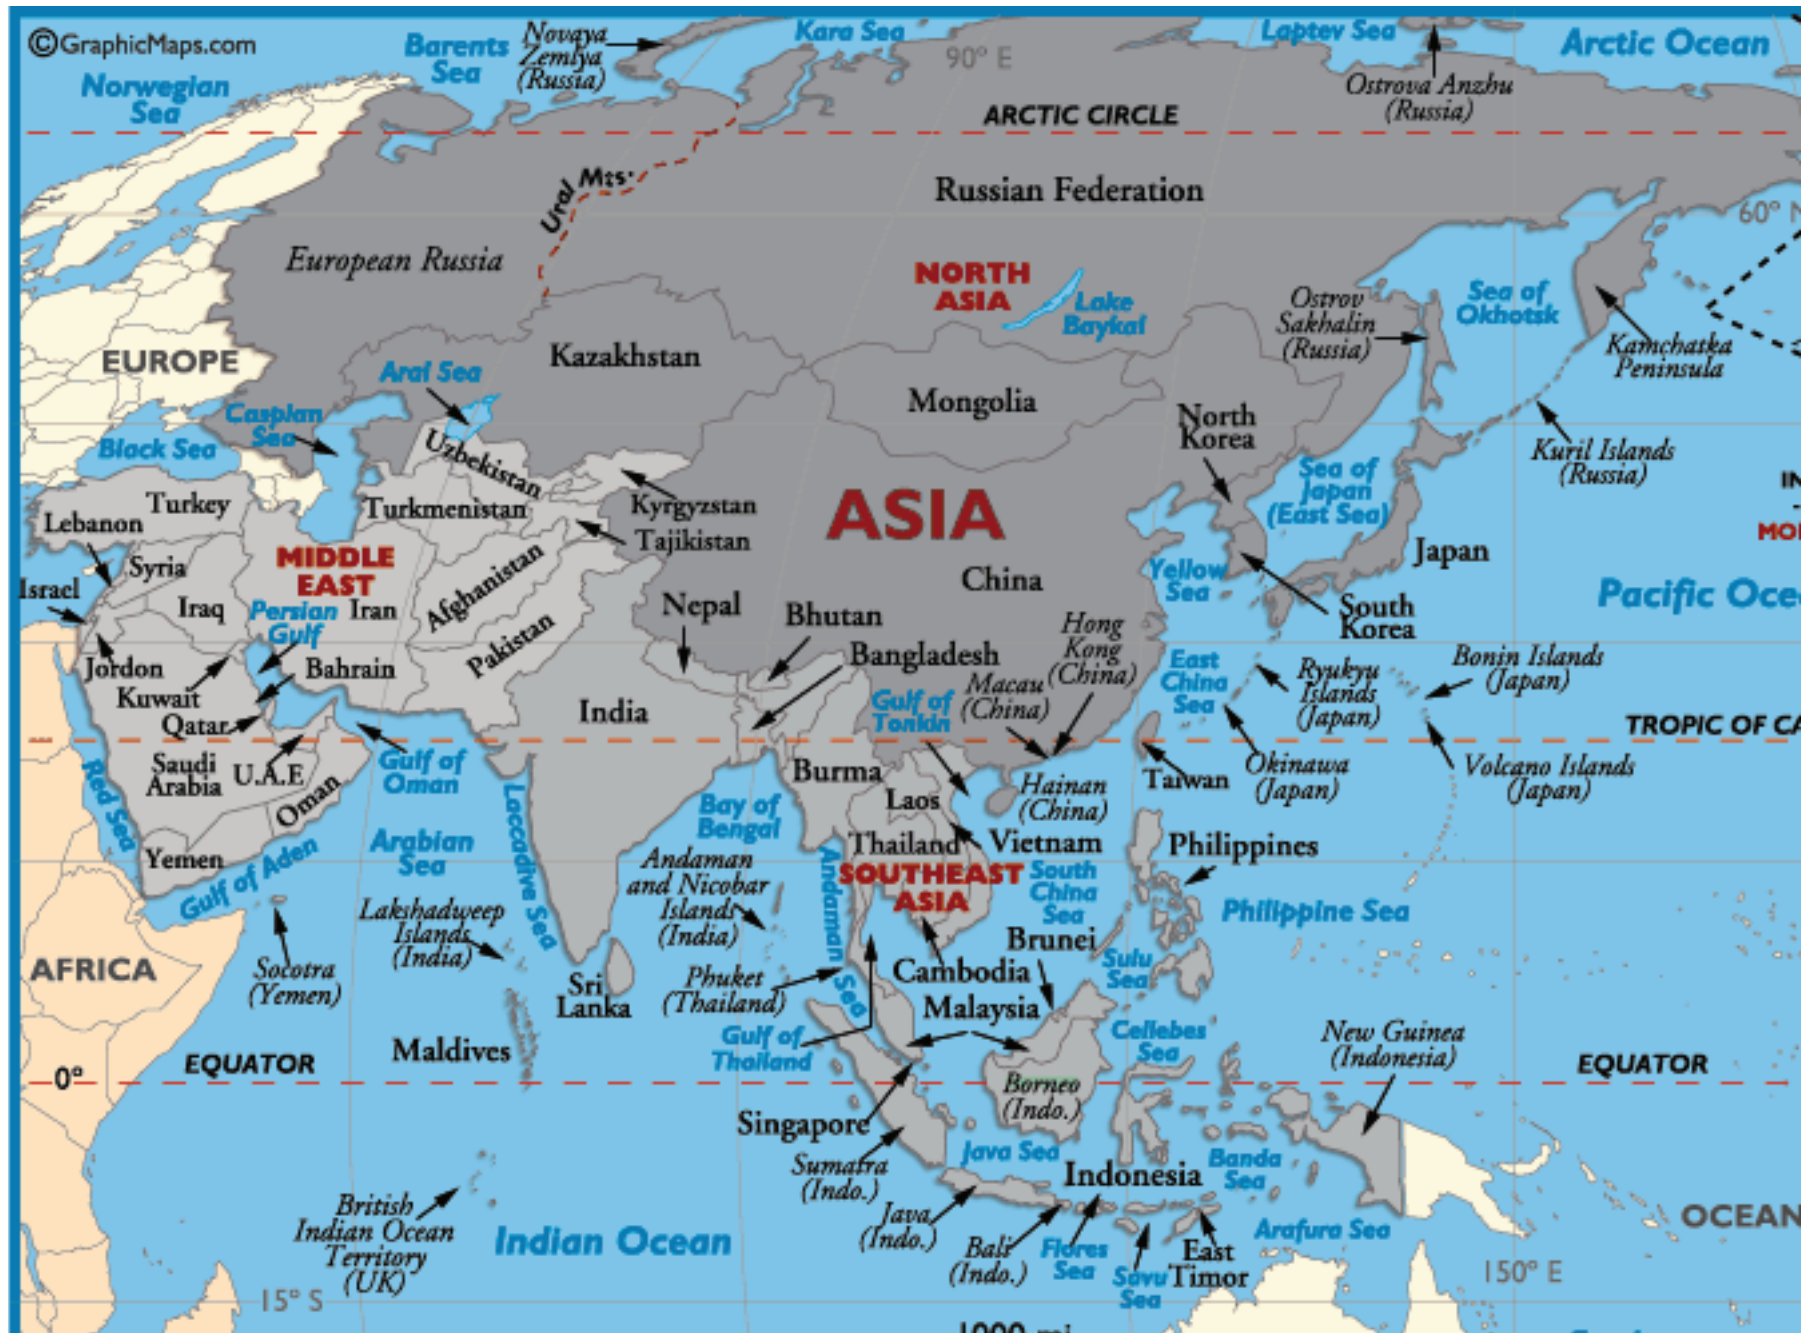 ©GraphicMaps.com
Norwegian
Sea
Barents
Sea
Novaya
Zemlya
(Russia)
Kara Sea
90° E
Laptev Sea
Ostrova Anzhu
(Russia)
Arctic Ocean
ARCTIC CIRCLE
Ural Mts.
Russian Federation
60° N
European Russia
NORTH
ASIA
Lake
Baykal
Ostrov
Sakhalin
(Russia)
Sea of
Okhotsk
Kamchatka
Peninsula
EUROPE
Kazakhstan
Aral Sea
Mongolia
North
Korea
Caspian
Sea
Black Sea
Kuril Islands
(Russia)
Uzbekistan
Sea of
Japan
(East Sea)
Turkey
Lebanon
Turkmenistan
Kyrgyzstan
Tajikistan
ASIA
Japan
MIDDLE
EAST
Syria
Israel
Iraq
Persian
Gulf
Iran
Afghanistan
Pakistan
China
Yellow
Sea
South
Korea
Pacific Oce
Nepal
Bhutan
Bangladesh
Hong
Kong
(China)
Macau
(China)
Gulf of
Tonkin
East
China
Sea
Ryukyu
Islands
(Japan)
Bonin Islands
(Japan)
Jordon
Kuwait
Bahrain
Qatar
India
TROPIC OF CA
Saudi
Arabia
U.A.E
Oman
Gulf of
Oman
Red Sea
Burma
Laos
Hainan
(China)
Taiwan
Okinawa
(Japan)
Volcano Islands
(Japan)
Yemen
Gulf of Aden
Arabian
Sea
Laccadive Sea
Bay of
Bengal
Thailand
Vietnam
Philippines
SOUTHEAST
ASIA
South
China
Sea
Philippine Sea
Andaman
and Nicobar
Islands
(India)
Andaman Sea
Lakshadweep
Islands
(India)
AFRICA
Socotra
(Yemen)
Sri
Lanka
Phuket
(Thailand)
Cambodia
Brunei
Sulu
Sea
Malaysia
Gulf of
Thailand
Cellebes
Sea
New Guinea
(Indonesia)
Maldives
EQUATOR
0°
EQUATOR
Borneo
(Indo.)
Singapore
Sumatra
(Indo.)
Java Sea
Indonesia
Banda
Sea
British
Indian Ocean
Territory
(UK)
Indian Ocean
Java
(Indo.)
Bali
(Indo.)
Flores
Sea
Savu
Sea
East
Timor
Arafura Sea
OCEAN
15° S
150° E